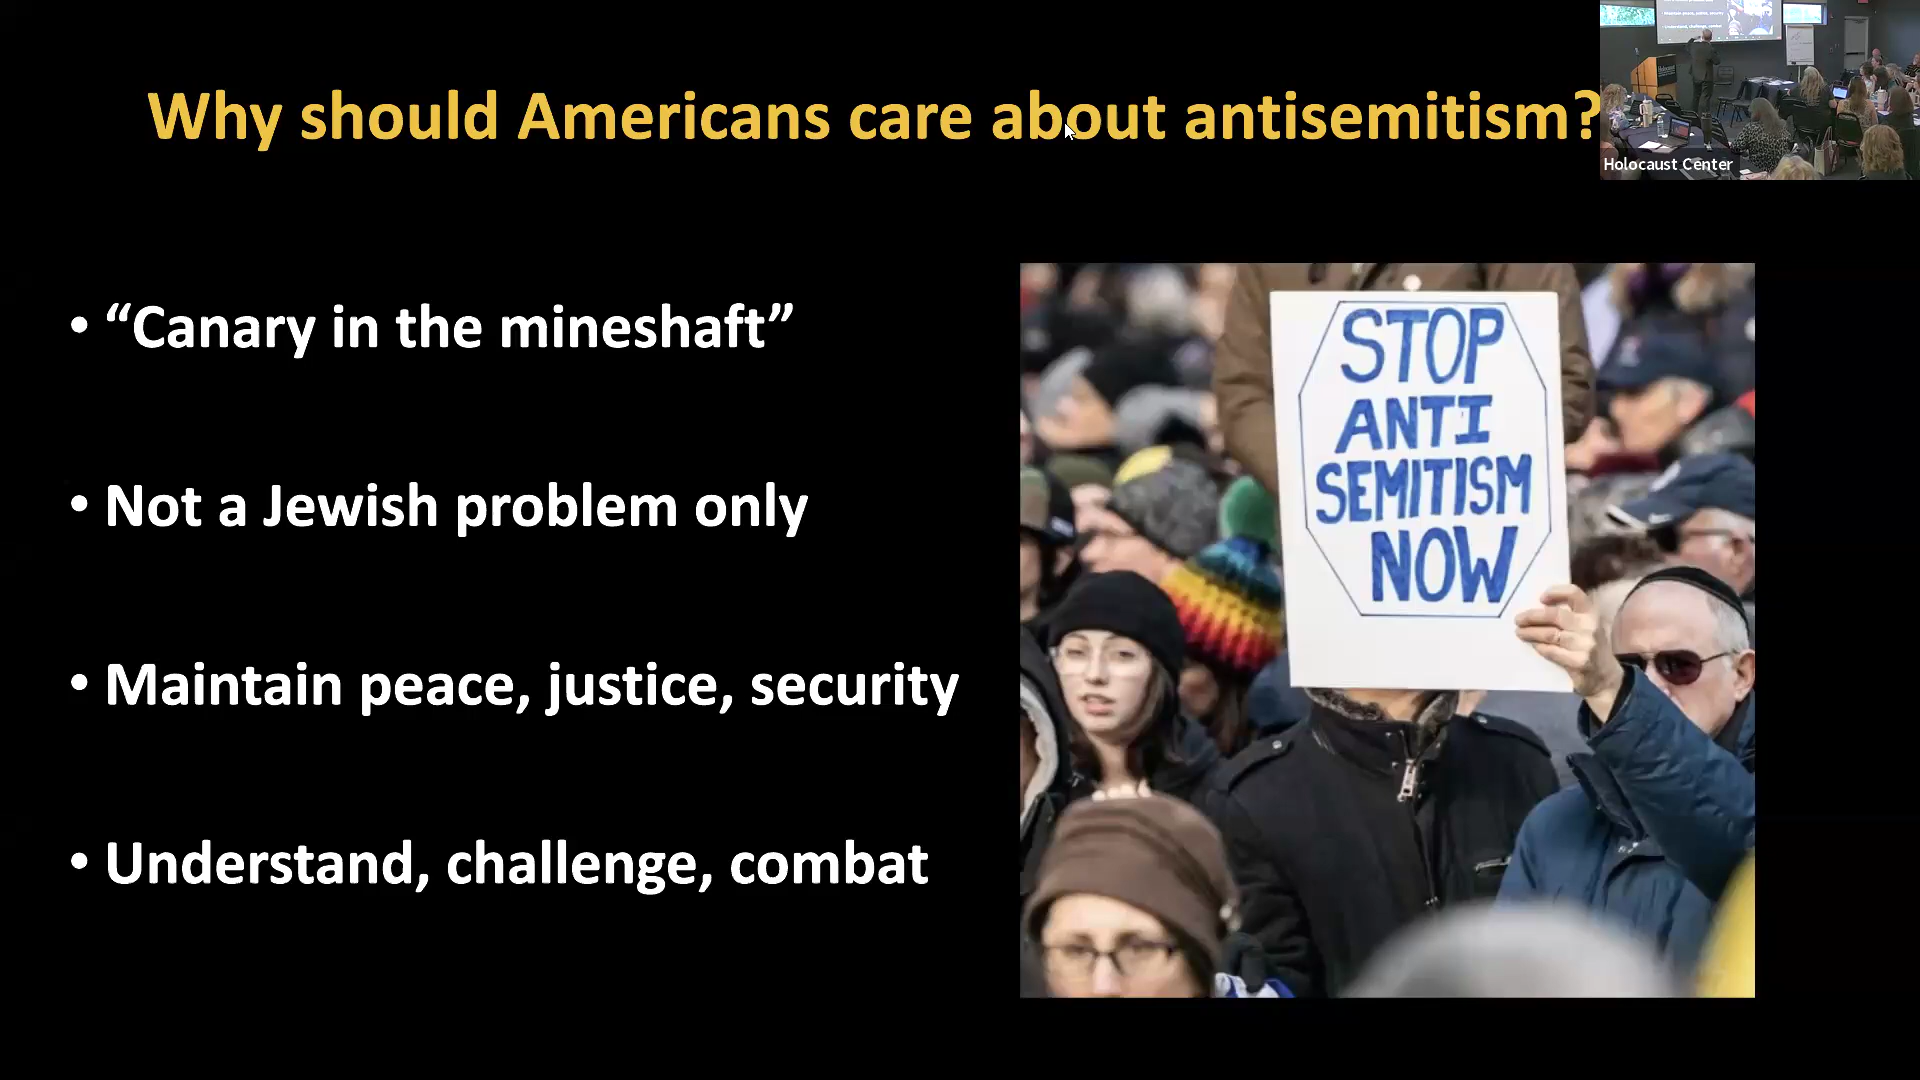 Why should Americans care about antisemitism?
Holocaust Center
• “Canary in the mineshaft”
• Not a Jewish problem only
• Maintain peace, justice, security
• Understand, challenge, combat
STOP
ANTI
SEMITISM
NOW